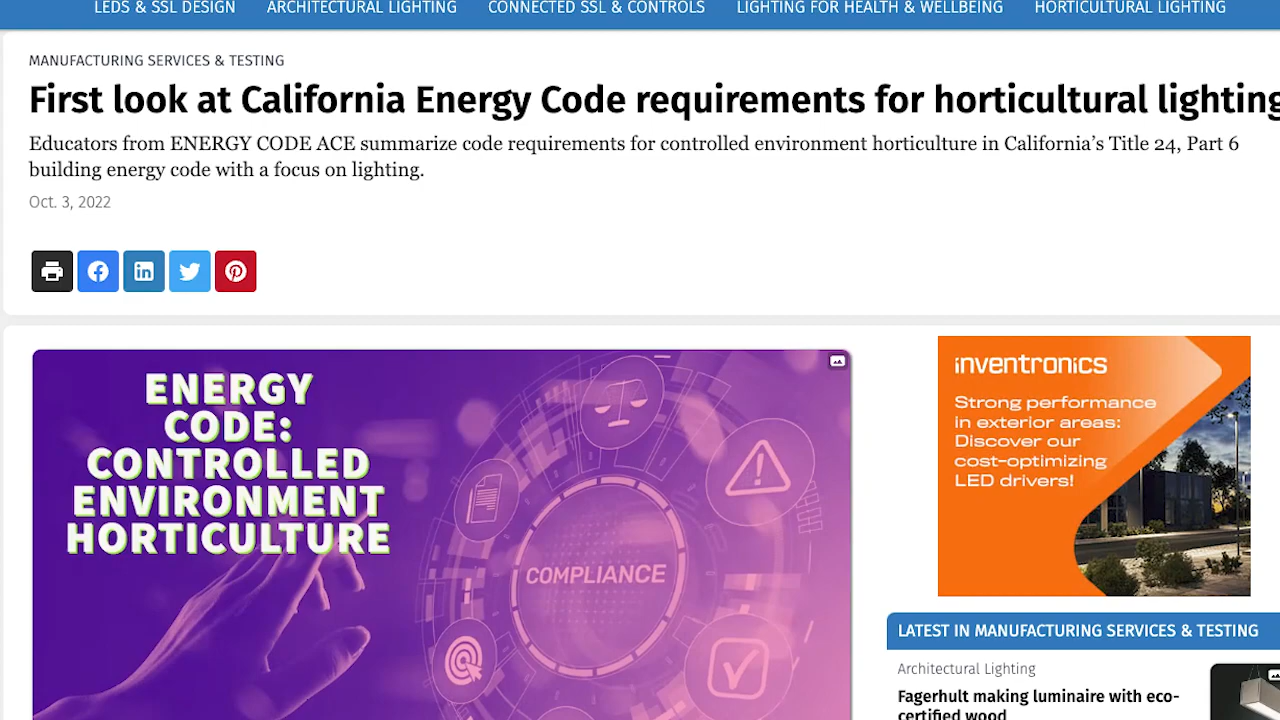 LEDS & SSL DESIGN ARCHITECTURAL LIGHTING CONNECTED SSL & CONTROLS LIGHTING FOR HEALTH & WELLBEING HORTICULTURAL LIGHTING
MANUFACTURING SERVICES & TESTING
First look at California Energy Code requirements for horticultural lighting
Educators from ENERGY CODE ACE summarize code requirements for controlled environment horticulture in California’s Title 24, Part 6
building energy code with a focus on lighting.
Oct. 3, 2022
ENERGY
CODE:
CONTROLLED
ENVIRONMENT
HORTICULTURE
COMPLIANCE
inventronics
Strong performance
in exterior areas:
Discover our
cost-optimizing
LED drivers!
LATEST IN MANUFACTURING SERVICES & TESTING
Architectural Lighting
Fagerhult making luminaire with eco-
certified wood